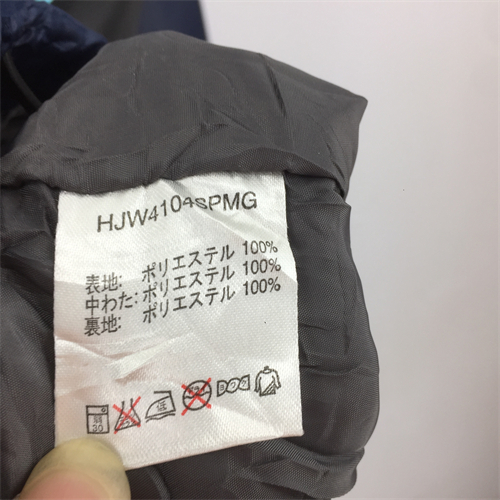 HJW4104SPMG
表地: ポリエステル 100%
中わた: ポリエステル 100%
裏地: ポリエステル 100%